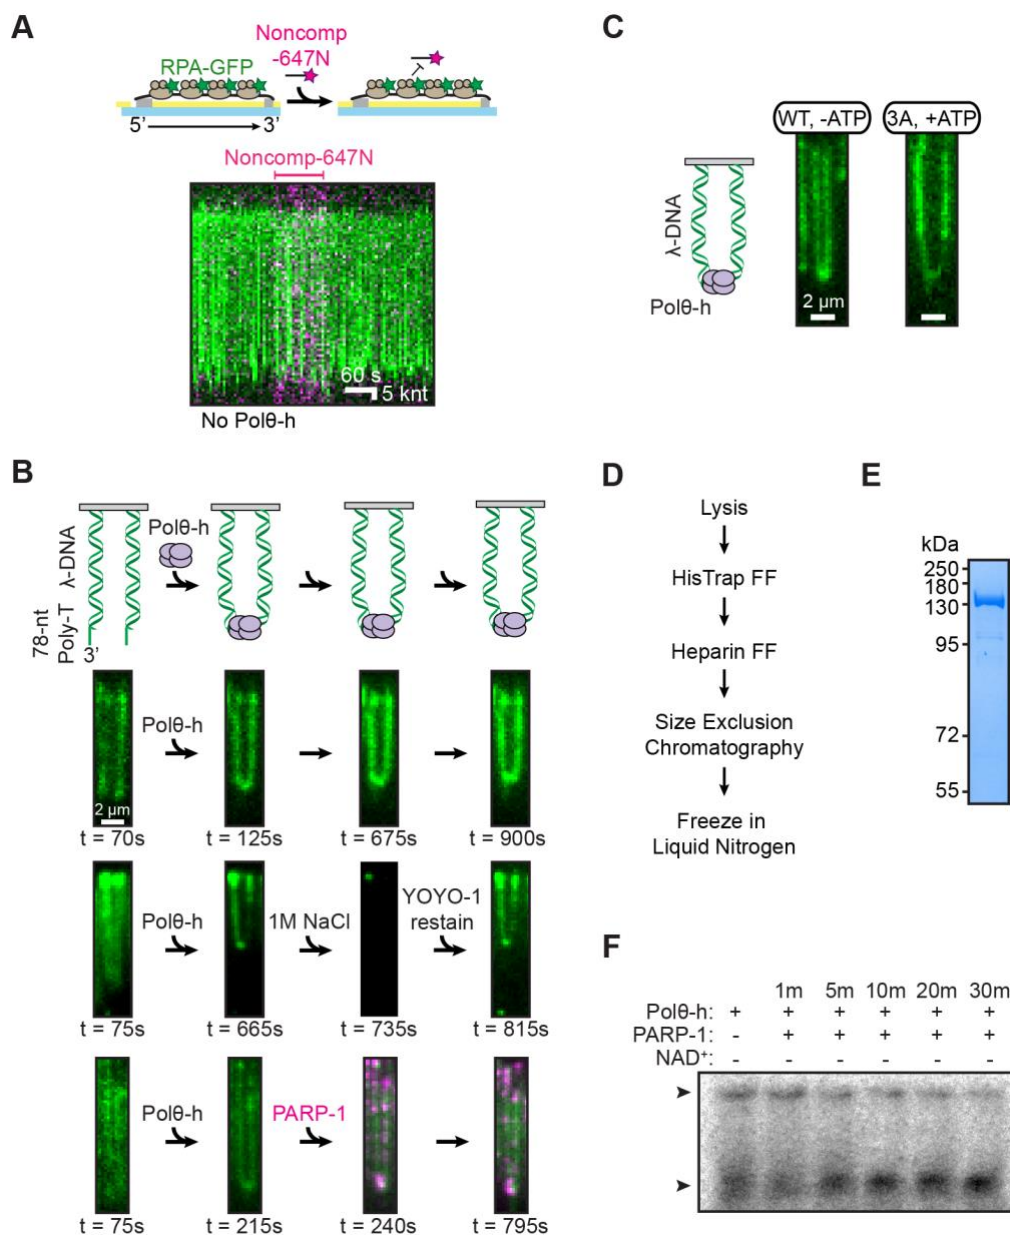 A
Noncomp
-647N
RPA-GFP
5’ 3’
Noncomp-647N
60 s
5 knt
No Polθ-h
B
λ-DNA
78-nt
Poly-T
3’
Polθ-h
Polθ-h
2 µm
t = 70s t = 125s t = 675s t = 900s
Polθ-h 1M NaCl YOYO-1
restain
t = 75s t = 665s t = 735s t = 815s
Polθ-h PARP-1
t = 75s t = 215s t = 240s t = 795s
C
WT, -ATP 3A, +ATP
λ-DNA
Polθ-h
2 µm
D
Lysis
HisTrap FF
Heparin FF
Size Exclusion
Chromatography
Freeze in
Liquid Nitrogen
E
kDa
250
180
130
95
72
55
F
1m 5m 10m 20m 30m
Polθ-h: + + + + + +
PARP-1: - + + + + +
NAD⁺: - - - - - -